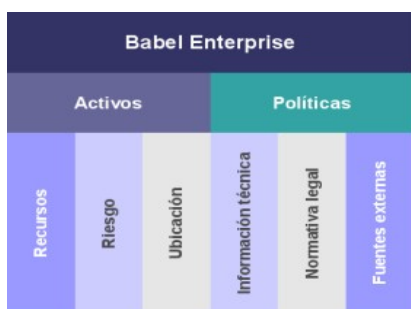 Babel Enterprise
Activos
Políticas
Recursos
Riesgo
Ubicación
Información técnica
Normativa legal
Fuentes externas